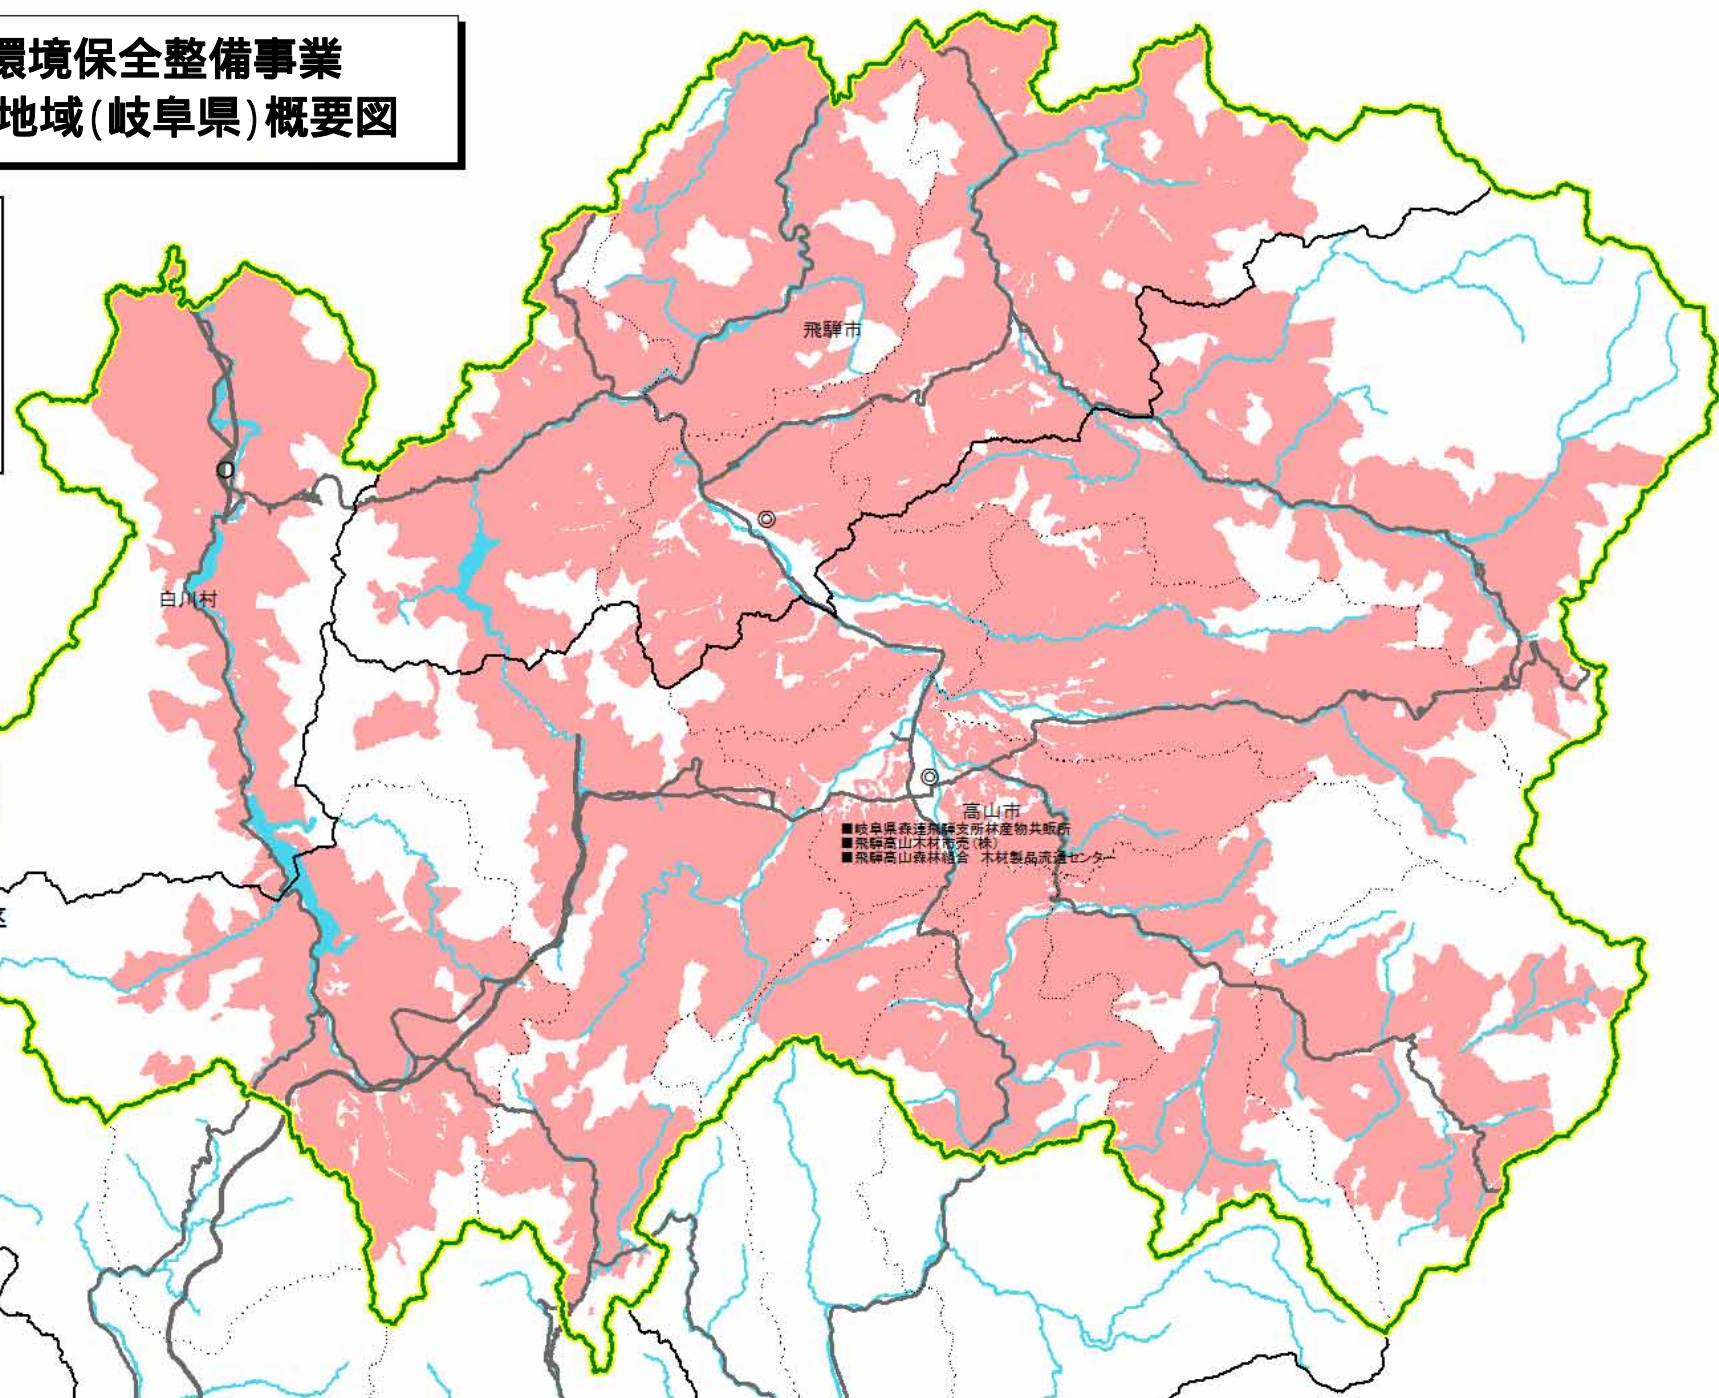 環境保全整備事業
地域(岐阜県)概要図
飛騨市
白川村
高山市
■岐阜県森連飛騨支所林産物共販所
■飛騨高山木材市売(株)
■飛騨高山森林組合 木材製品流通センター
区